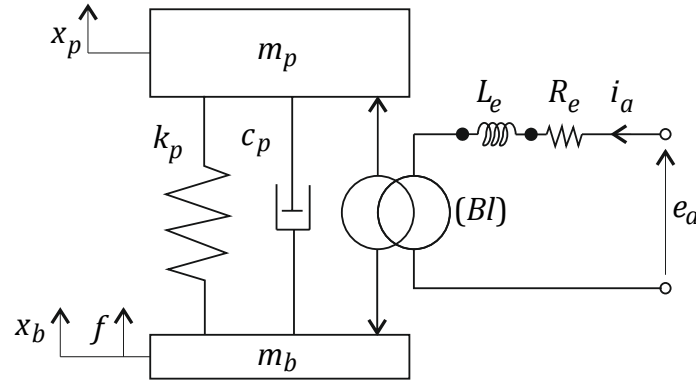 x_p
m_p
L_e R_e i_a
k_p c_p
(Bl)
e_a
x_b f
m_b